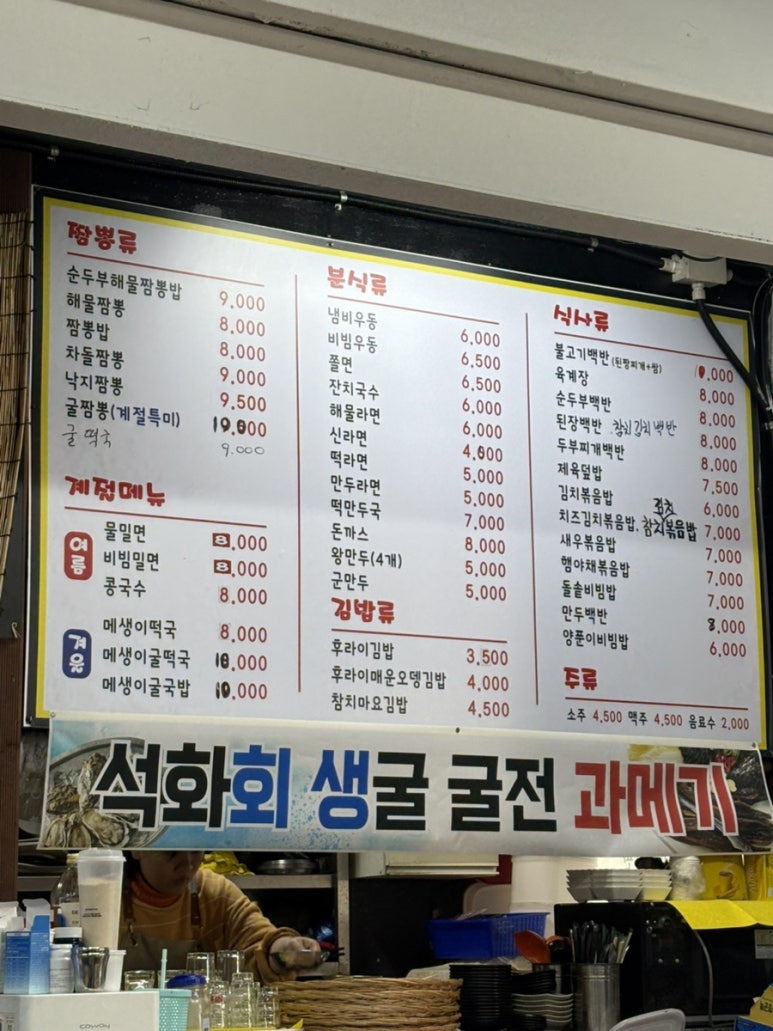 짬뽕류
순두부해물짬뽕밥 9,000
해물짬뽕 8,000
짬뽕밥 8,000
차돌짬뽕 9,000
낙지짬뽕 9,500
굴짬뽕(계절특미) 10,000
굴 떡국 9.000
계절메뉴
여름
물밀면 8,000
비빔밀면 8,000
콩국수 8,000
겨울
메생이떡국 8,000
메생이굴떡국 10,000
메생이굴국밥 10,000
분식류
냄비우동 6,000
비빔우동 6,500
쫄면 6,500
잔치국수 6,000
해물라면 6,000
신라면 4,000
떡라면 5,000
만두라면 5,000
떡만두국 7,000
돈까스 8,000
왕만두(4개) 5,000
군만두 5,000
김밥류
후라이김밥 3,500
후라이매운오뎅김밥 4,000
참치마요김밥 4,500
식사류
불고기백반 (된장찌개+쌈) 10,000
육계장 8,000
순두부백반 8,000
된장백반 .참치김치백반 8,000
두부찌개백반 8,000
제육덮밥 7,500
김치볶음밥 6,000
치즈김치볶음밥. 참치김치볶음밥 7,000
새우볶음밥 7,000
햄야채볶음밥 7,000
돌솥비빔밥 7,000
만두백반 8,000
양푼이비빔밥 6,000
주류
소주 4,500 맥주 4,500 음료수 2,000
석화회 생굴 굴전 과메기
coway